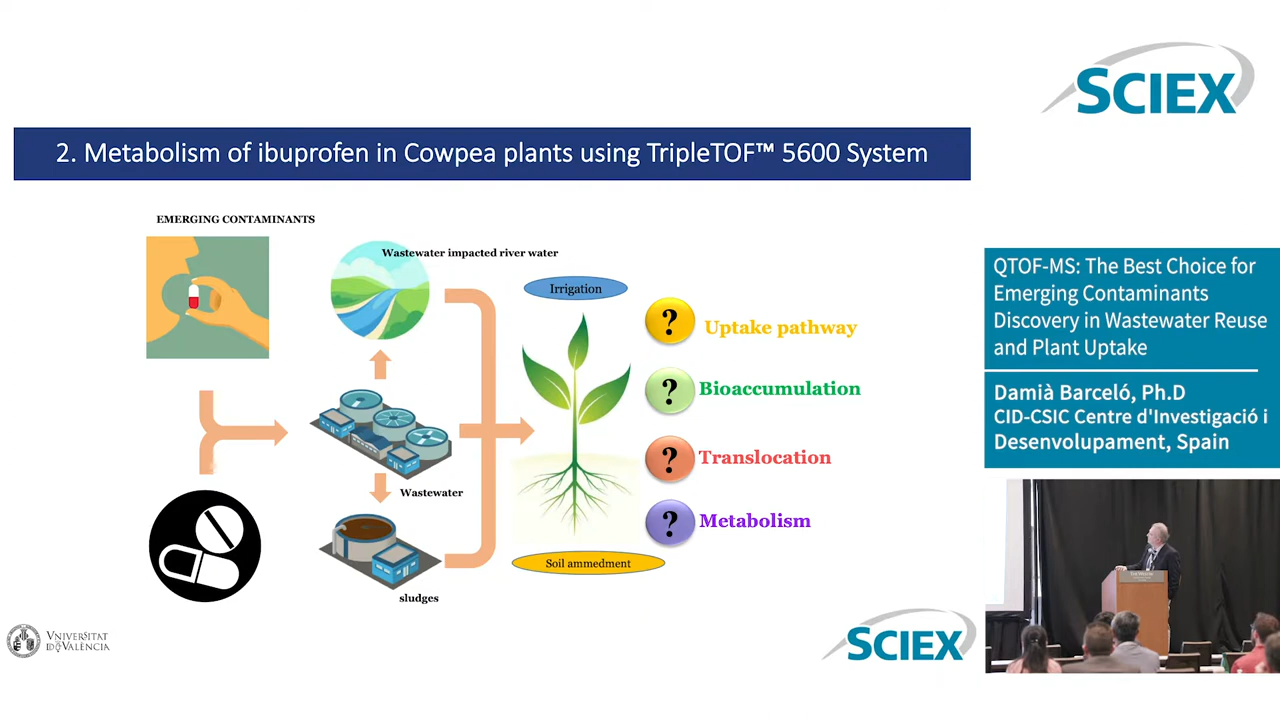 SCIEX
2. Metabolism of ibuprofen in Cowpea plants using TripleTOF™ 5600 System
EMERGING CONTAMINANTS
Wastewater impacted river water
Irrigation
Uptake pathway
Bioaccumulation
Translocation
Metabolism
?
?
?
?
Wastewater
Soil ammedment
sludges
QTOF-MS: The Best Choice for
Emerging Contaminants
Discovery in Wastewater Reuse
and Plant Uptake
Damià Barceló, Ph.D
CID-CSIC Centre d'Investigació i
Desenvolupament, Spain
VNIVERSITAT
ID QÒ VALÈNCIA
SCIEX